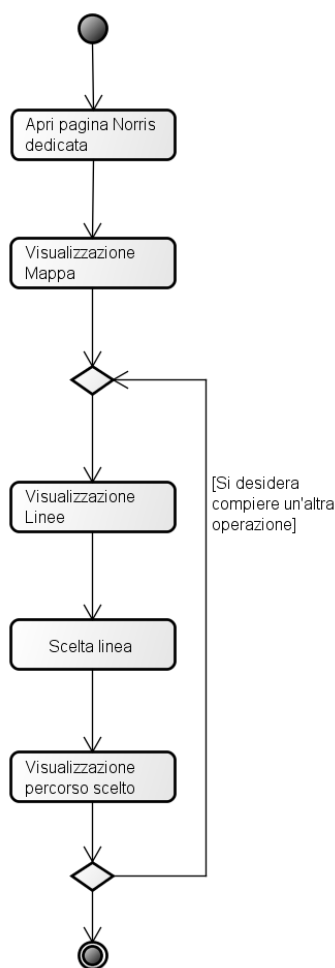 Apri pagina Norris
dedicata
Visualizzazione
Mappa
Visualizzazione
Linee
[Si desidera
compiere un'altra
operazione]
Scelta linea
Visualizzazione
percorso scelto